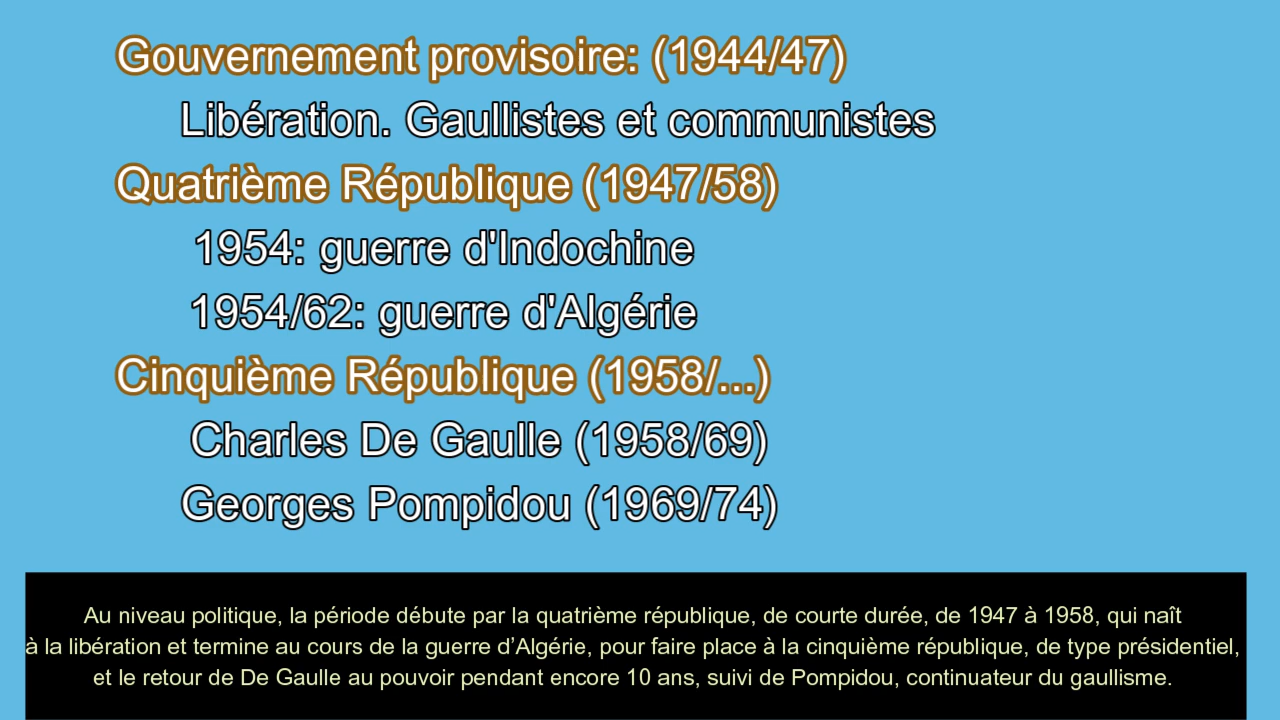 Gouvernement provisoire: (1944/47)
Libération. Gaullistes et communistes
Quatrième République (1947/58)
1954: guerre d'Indochine
1954/62: guerre d'Algérie
Cinquième République (1958/...)
Charles De Gaulle (1958/69)
Georges Pompidou (1969/74)
Au niveau politique, la période débute par la quatrième république, de courte durée, de 1947 à 1958, qui naît
à la libération et termine au cours de la guerre d’Algérie, pour faire place à la cinquième république, de type présidentiel,
et le retour de De Gaulle au pouvoir pendant encore 10 ans, suivi de Pompidou, continuateur du gaullisme.